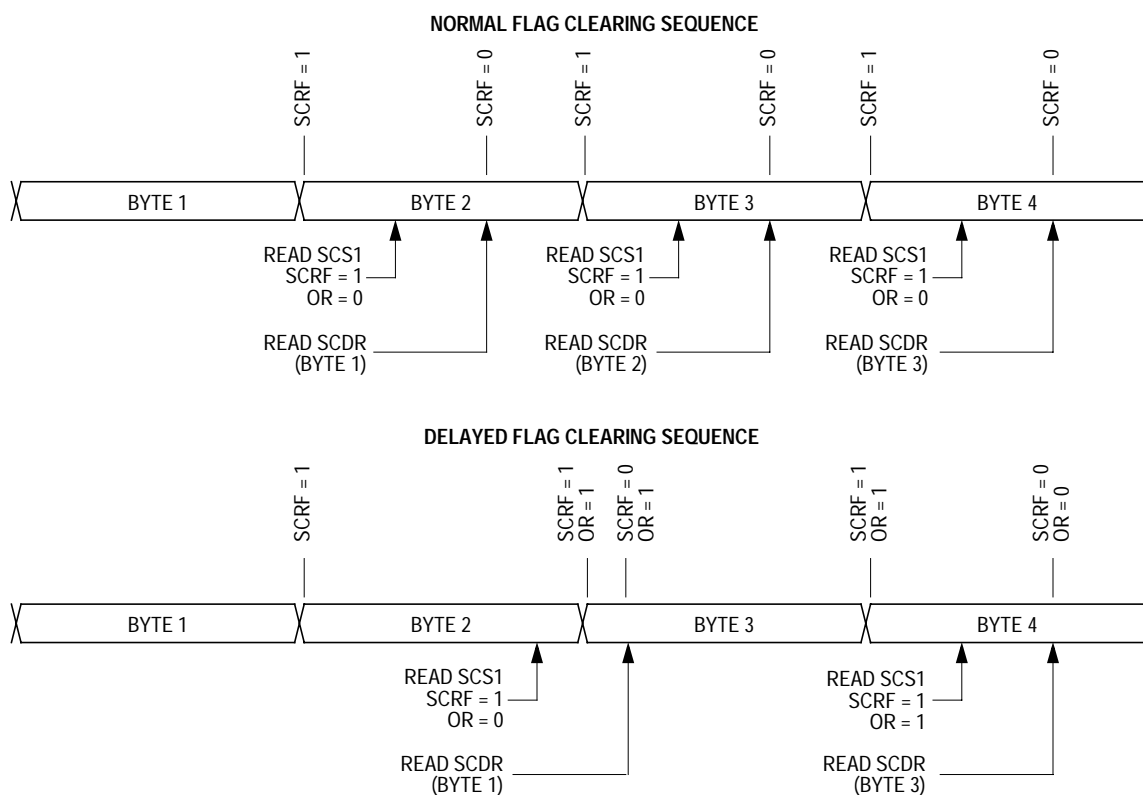 NORMAL FLAG CLEARING SEQUENCE
SCRF = 1
SCRF = 0
SCRF = 1
SCRF = 0
SCRF = 1
SCRF = 0
BYTE 1
BYTE 2
BYTE 3
BYTE 4
READ SCS1
SCRF = 1
OR = 0
READ SCS1
SCRF = 1
OR = 0
READ SCS1
SCRF = 1
OR = 0
READ SCDR
(BYTE 1)
READ SCDR
(BYTE 2)
READ SCDR
(BYTE 3)
DELAYED FLAG CLEARING SEQUENCE
SCRF = 1
SCRF = 1
OR = 1
SCRF = 0
OR = 1
SCRF = 1
OR = 1
SCRF = 0
OR = 0
BYTE 1
BYTE 2
BYTE 3
BYTE 4
READ SCS1
SCRF = 1
OR = 0
READ SCS1
SCRF = 1
OR = 1
READ SCDR
(BYTE 1)
READ SCDR
(BYTE 3)